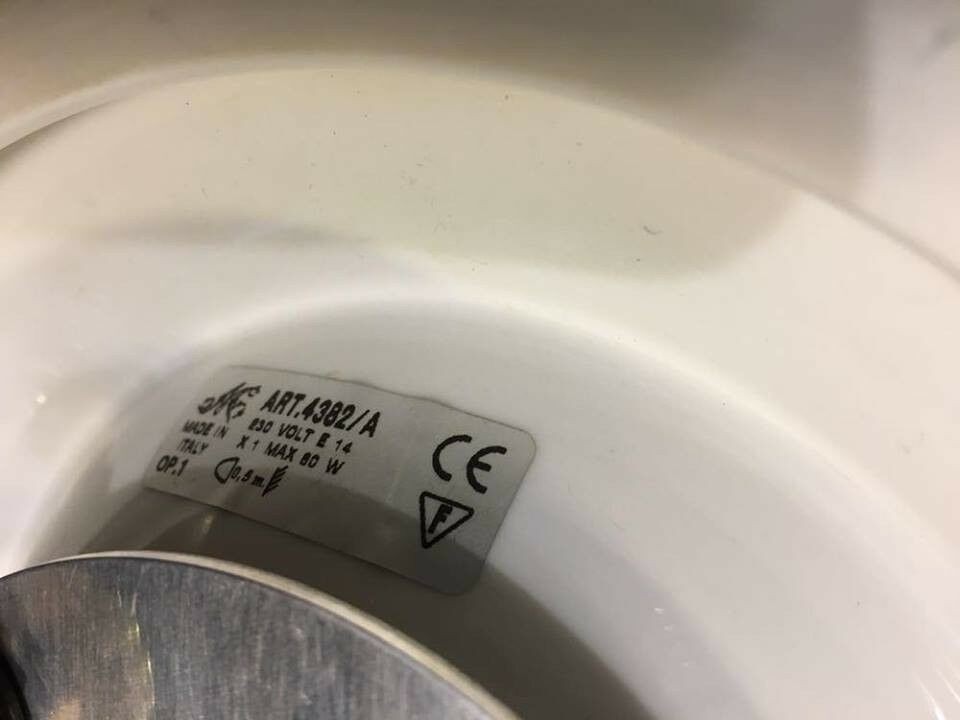 ART.4382/A
MADE IN 230 VOLT E 14
ITALY X 1 MAX 60 W
OP.1 0,5 m.
CE
F